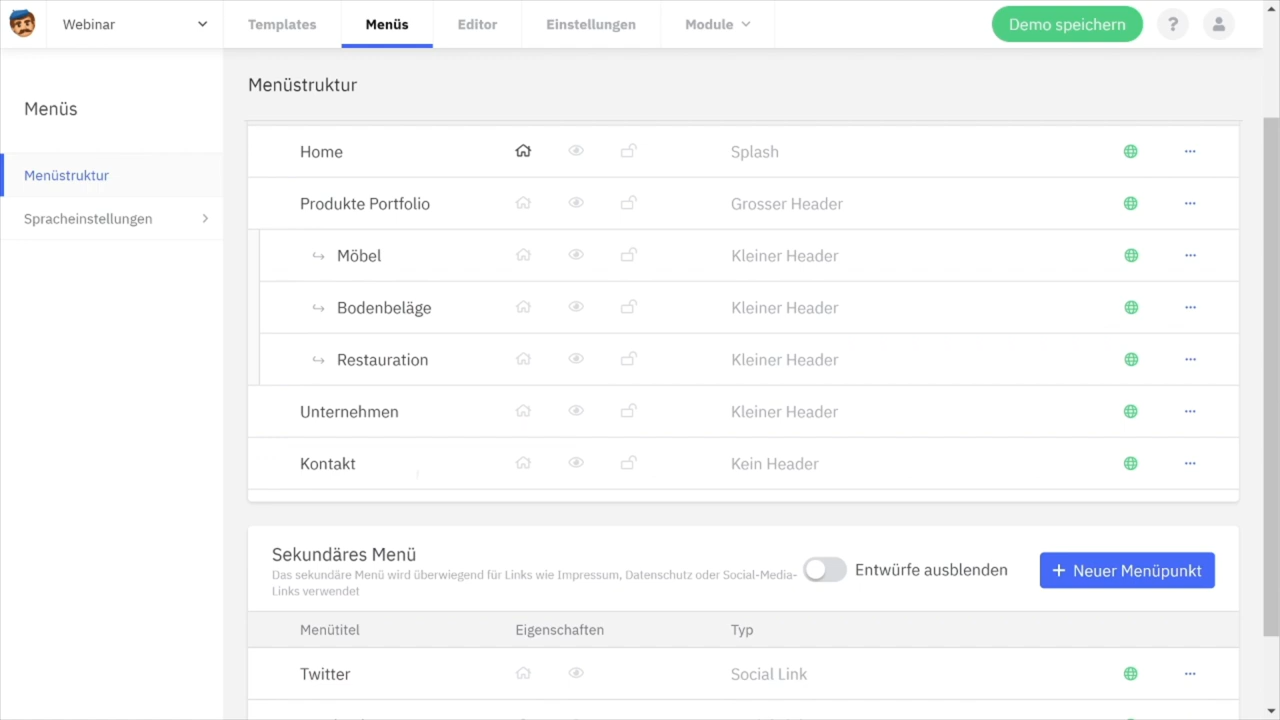 Webinar
Templates
Menüs
Editor
Einstellungen
Module
Demo speichern
?
Menüs
Menüstruktur
Spracheinstellungen
Menüstruktur
Home Splash
Produkte Portfolio Grosser Header
Möbel Kleiner Header
Bodenbeläge Kleiner Header
Restauration Kleiner Header
Unternehmen Kleiner Header
Kontakt Kein Header
Sekundäres Menü
Das sekundäre Menü wird überwiegend für Links wie Impressum, Datenschutz oder Social-Media-
Links verwendet
Entwürfe ausblenden
+ Neuer Menüpunkt
Menütitel Eigenschaften Typ
Twitter Social Link